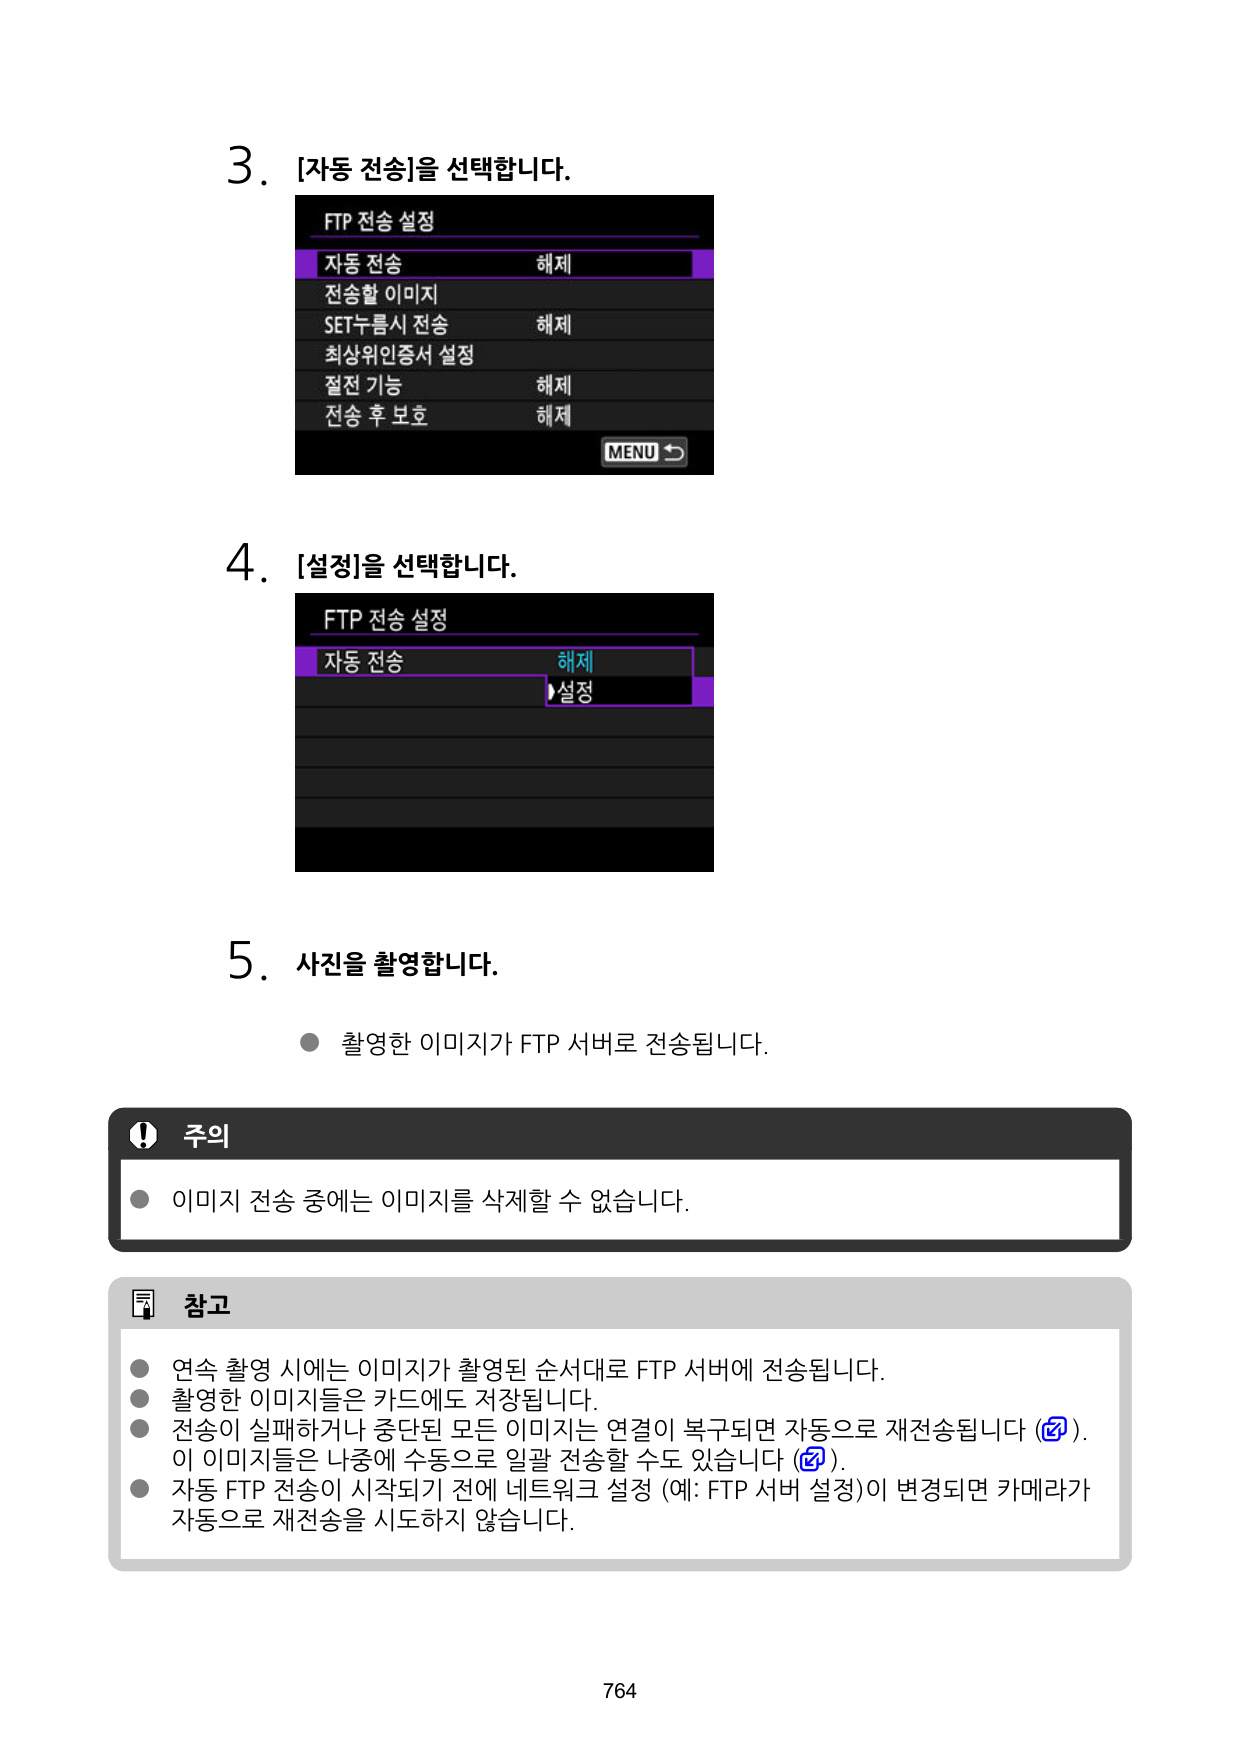 3. [자동 전송]을 선택합니다.
FTP 전송 설정
자동 전송 해제
전송할 이미지
SET누름시 전송 해제
최상위인증서 설정
절전 기능 해제
전송 후 보호 해제
MENU
4. [설정]을 선택합니다.
FTP 전송 설정
자동 전송 해제
설정
5. 사진을 촬영합니다.
● 촬영한 이미지가 FTP 서버로 전송됩니다.
주의
● 이미지 전송 중에는 이미지를 삭제할 수 없습니다.
참고
● 연속 촬영 시에는 이미지가 촬영된 순서대로 FTP 서버에 전송됩니다.
● 촬영한 이미지들은 카드에도 저장됩니다.
● 전송이 실패하거나 중단된 모든 이미지는 연결이 복구되면 자동으로 재전송됩니다 ( ).
이 이미지들은 나중에 수동으로 일괄 전송할 수도 있습니다 ( ).
● 자동 FTP 전송이 시작되기 전에 네트워크 설정 (예: FTP 서버 설정)이 변경되면 카메라가
자동으로 재전송을 시도하지 않습니다.
764